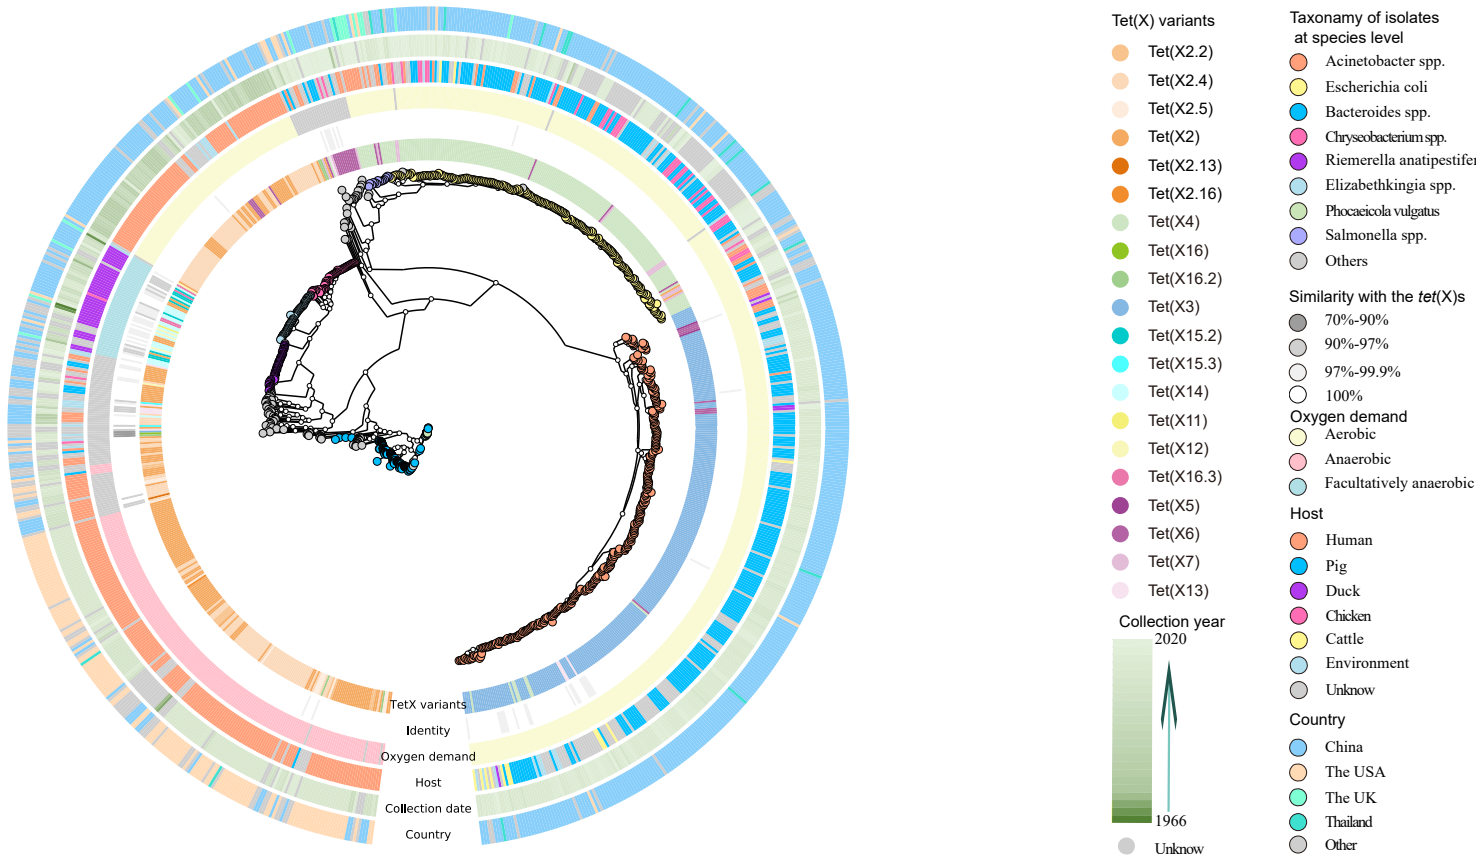 TetX variants
Identity
Oxygen demand
Host
Collection date
Country
Tet(X) variants
Tet(X2.2)
Tet(X2.4)
Tet(X2.5)
Tet(X2)
Tet(X2.13)
Tet(X2.16)
Tet(X4)
Tet(X16)
Tet(X16.2)
Tet(X3)
Tet(X15.2)
Tet(X15.3)
Tet(X14)
Tet(X11)
Tet(X12)
Tet(X16.3)
Tet(X5)
Tet(X6)
Tet(X7)
Tet(X13)
Collection year
2020
1966
Unknow
Taxonamy of isolates
at species level
Acinetobacter spp.
Escherichia coli
Bacteroides spp.
Chryseobacterium spp.
Riemerella anatipestifer
Elizabethkingia spp.
Phocaeicola vulgatus
Salmonella spp.
Others
Similarity with the tet(X)s
70%-90%
90%-97%
97%-99.9%
100%
Oxygen demand
Aerobic
Anaerobic
Facultatively anaerobic
Host
Human
Pig
Duck
Chicken
Cattle
Environment
Unknow
Country
China
The USA
The UK
Thailand
Other